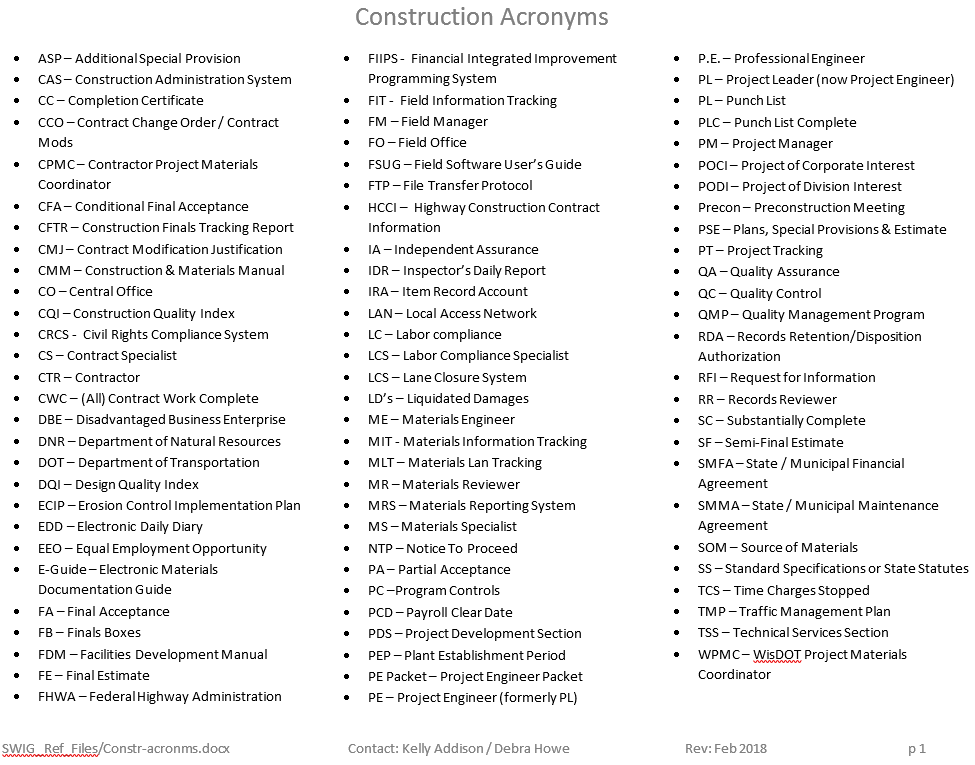 Construction Acronyms
• ASP – Additional Special Provision
• CAS – Construction Administration System
• CC – Completion Certificate
• CCO – Contract Change Order / Contract
Mods
• CPMC – Contractor Project Materials
Coordinator
• CFA – Conditional Final Acceptance
• CFTR – Construction Finals Tracking Report
• CMJ – Contract Modification Justification
• CMM – Construction & Materials Manual
• CO – Central Office
• CQI – Construction Quality Index
• CRCS - Civil Rights Compliance System
• CS – Contract Specialist
• CTR – Contractor
• CWC – (All) Contract Work Complete
• DBE – Disadvantaged Business Enterprise
• DNR – Department of Natural Resources
• DOT – Department of Transportation
• DQI – Design Quality Index
• ECIP – Erosion Control Implementation Plan
• EDD – Electronic Daily Diary
• EEO – Equal Employment Opportunity
• E-Guide – Electronic Materials
Documentation Guide
• FA – Final Acceptance
• FB – Finals Boxes
• FDM – Facilities Development Manual
• FE – Final Estimate
• FHWA – Federal Highway Administration
• FIIPS - Financial Integrated Improvement
Programming System
• FIT - Field Information Tracking
• FM – Field Manager
• FO – Field Office
• FSUG – Field Software User's Guide
• FTP – File Transfer Protocol
• HCCI – Highway Construction Contract
Information
• IA – Independent Assurance
• IDR – Inspector's Daily Report
• IRA – Item Record Account
• LAN – Local Access Network
• LC – Labor compliance
• LCS – Labor Compliance Specialist
• LCS – Lane Closure System
• LD's – Liquidated Damages
• ME – Materials Engineer
• MIT - Materials Information Tracking
• MLT – Materials Lan Tracking
• MR – Materials Reviewer
• MRS – Materials Reporting System
• MS – Materials Specialist
• NTP – Notice To Proceed
• PA – Partial Acceptance
• PC –Program Controls
• PCD – Payroll Clear Date
• PDS – Project Development Section
• PEP – Plant Establishment Period
• PE Packet – Project Engineer Packet
• PE – Project Engineer (formerly PL)
• P.E. – Professional Engineer
• PL – Project Leader (now Project Engineer)
• PL – Punch List
• PLC – Punch List Complete
• PM – Project Manager
• POCI – Project of Corporate Interest
• PODI – Project of Division Interest
• Precon – Preconstruction Meeting
• PSE – Plans, Special Provisions & Estimate
• PT – Project Tracking
• QA – Quality Assurance
• QC – Quality Control
• QMP – Quality Management Program
• RDA – Records Retention/Disposition
Authorization
• RFI – Request for Information
• RR – Records Reviewer
• SC – Substantially Complete
• SF – Semi-Final Estimate
• SMFA – State / Municipal Financial
Agreement
• SMMA – State / Municipal Maintenance
Agreement
• SOM – Source of Materials
• SS – Standard Specifications or State Statutes
• TCS – Time Charges Stopped
• TMP – Traffic Management Plan
• TSS – Technical Services Section
• WPMC – WisDOT Project Materials
Coordinator
SWIG_Ref_Files/Constr-acronms.docx Contact: Kelly Addison / Debra Howe Rev: Feb 2018 p 1